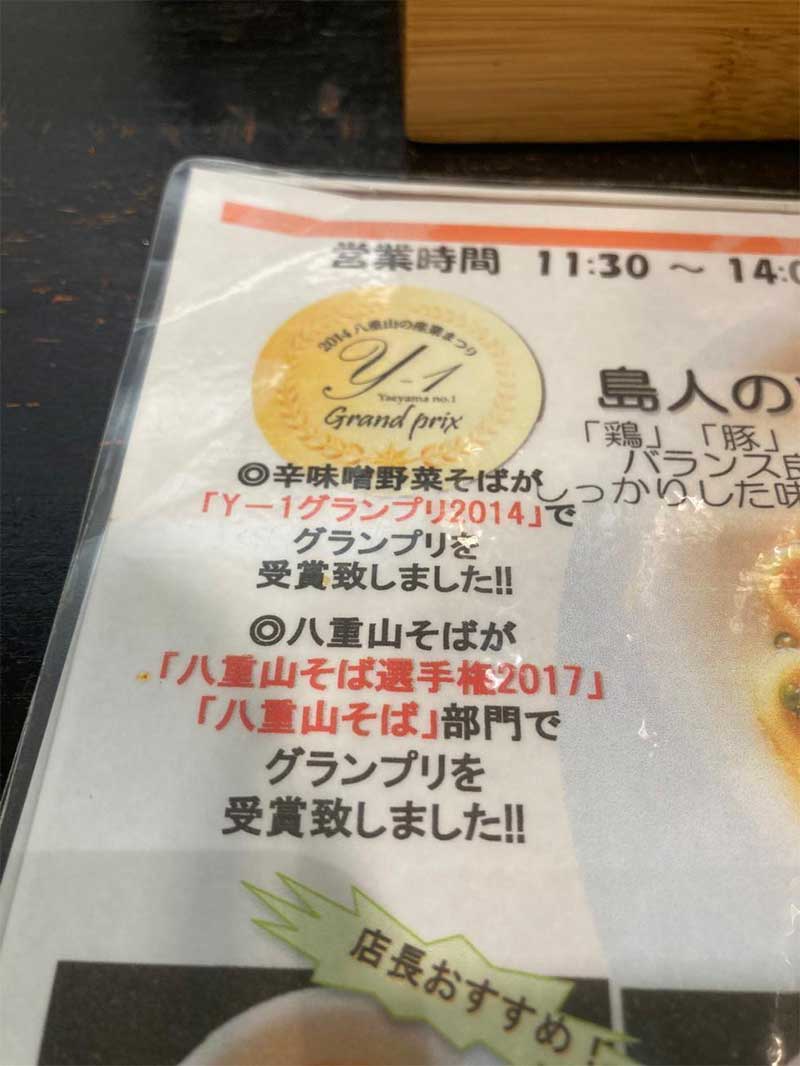 営業時間 11:30 ～ 14:0
2014 八重山の産業まつり
Y-1
Yaeyama no.1
Grand prix
島人の
「鶏」「豚」
バランス良
しっかりした味
◎辛味噌野菜そばが
「Y－1グランプリ2014」で
グランプリを
受賞致しました!!
◎八重山そばが
「八重山そば選手権2017」
「八重山そば」部門で
グランプリを
受賞致しました!!
店長おすすめ!